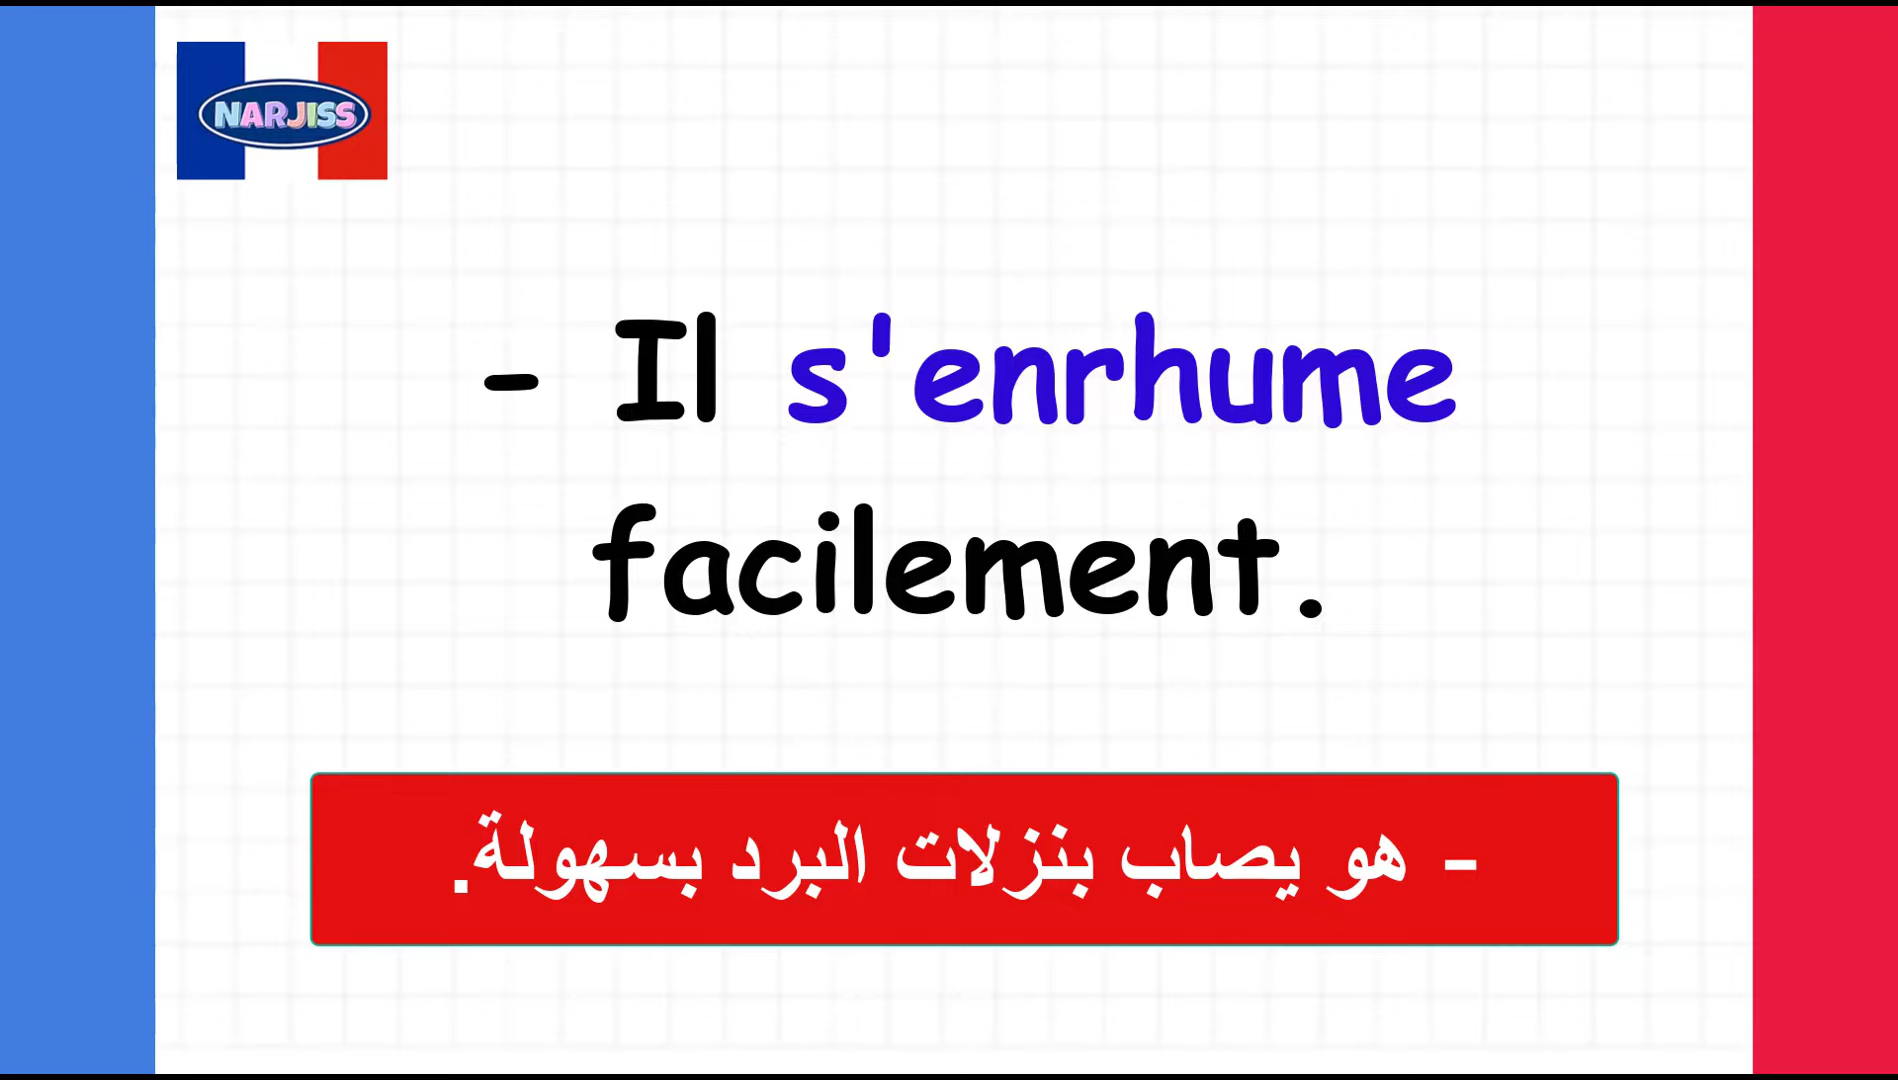 NARJISS
- Il s'enrhume
facilement.
- هو يصاب بنزلات البرد بسهولة.